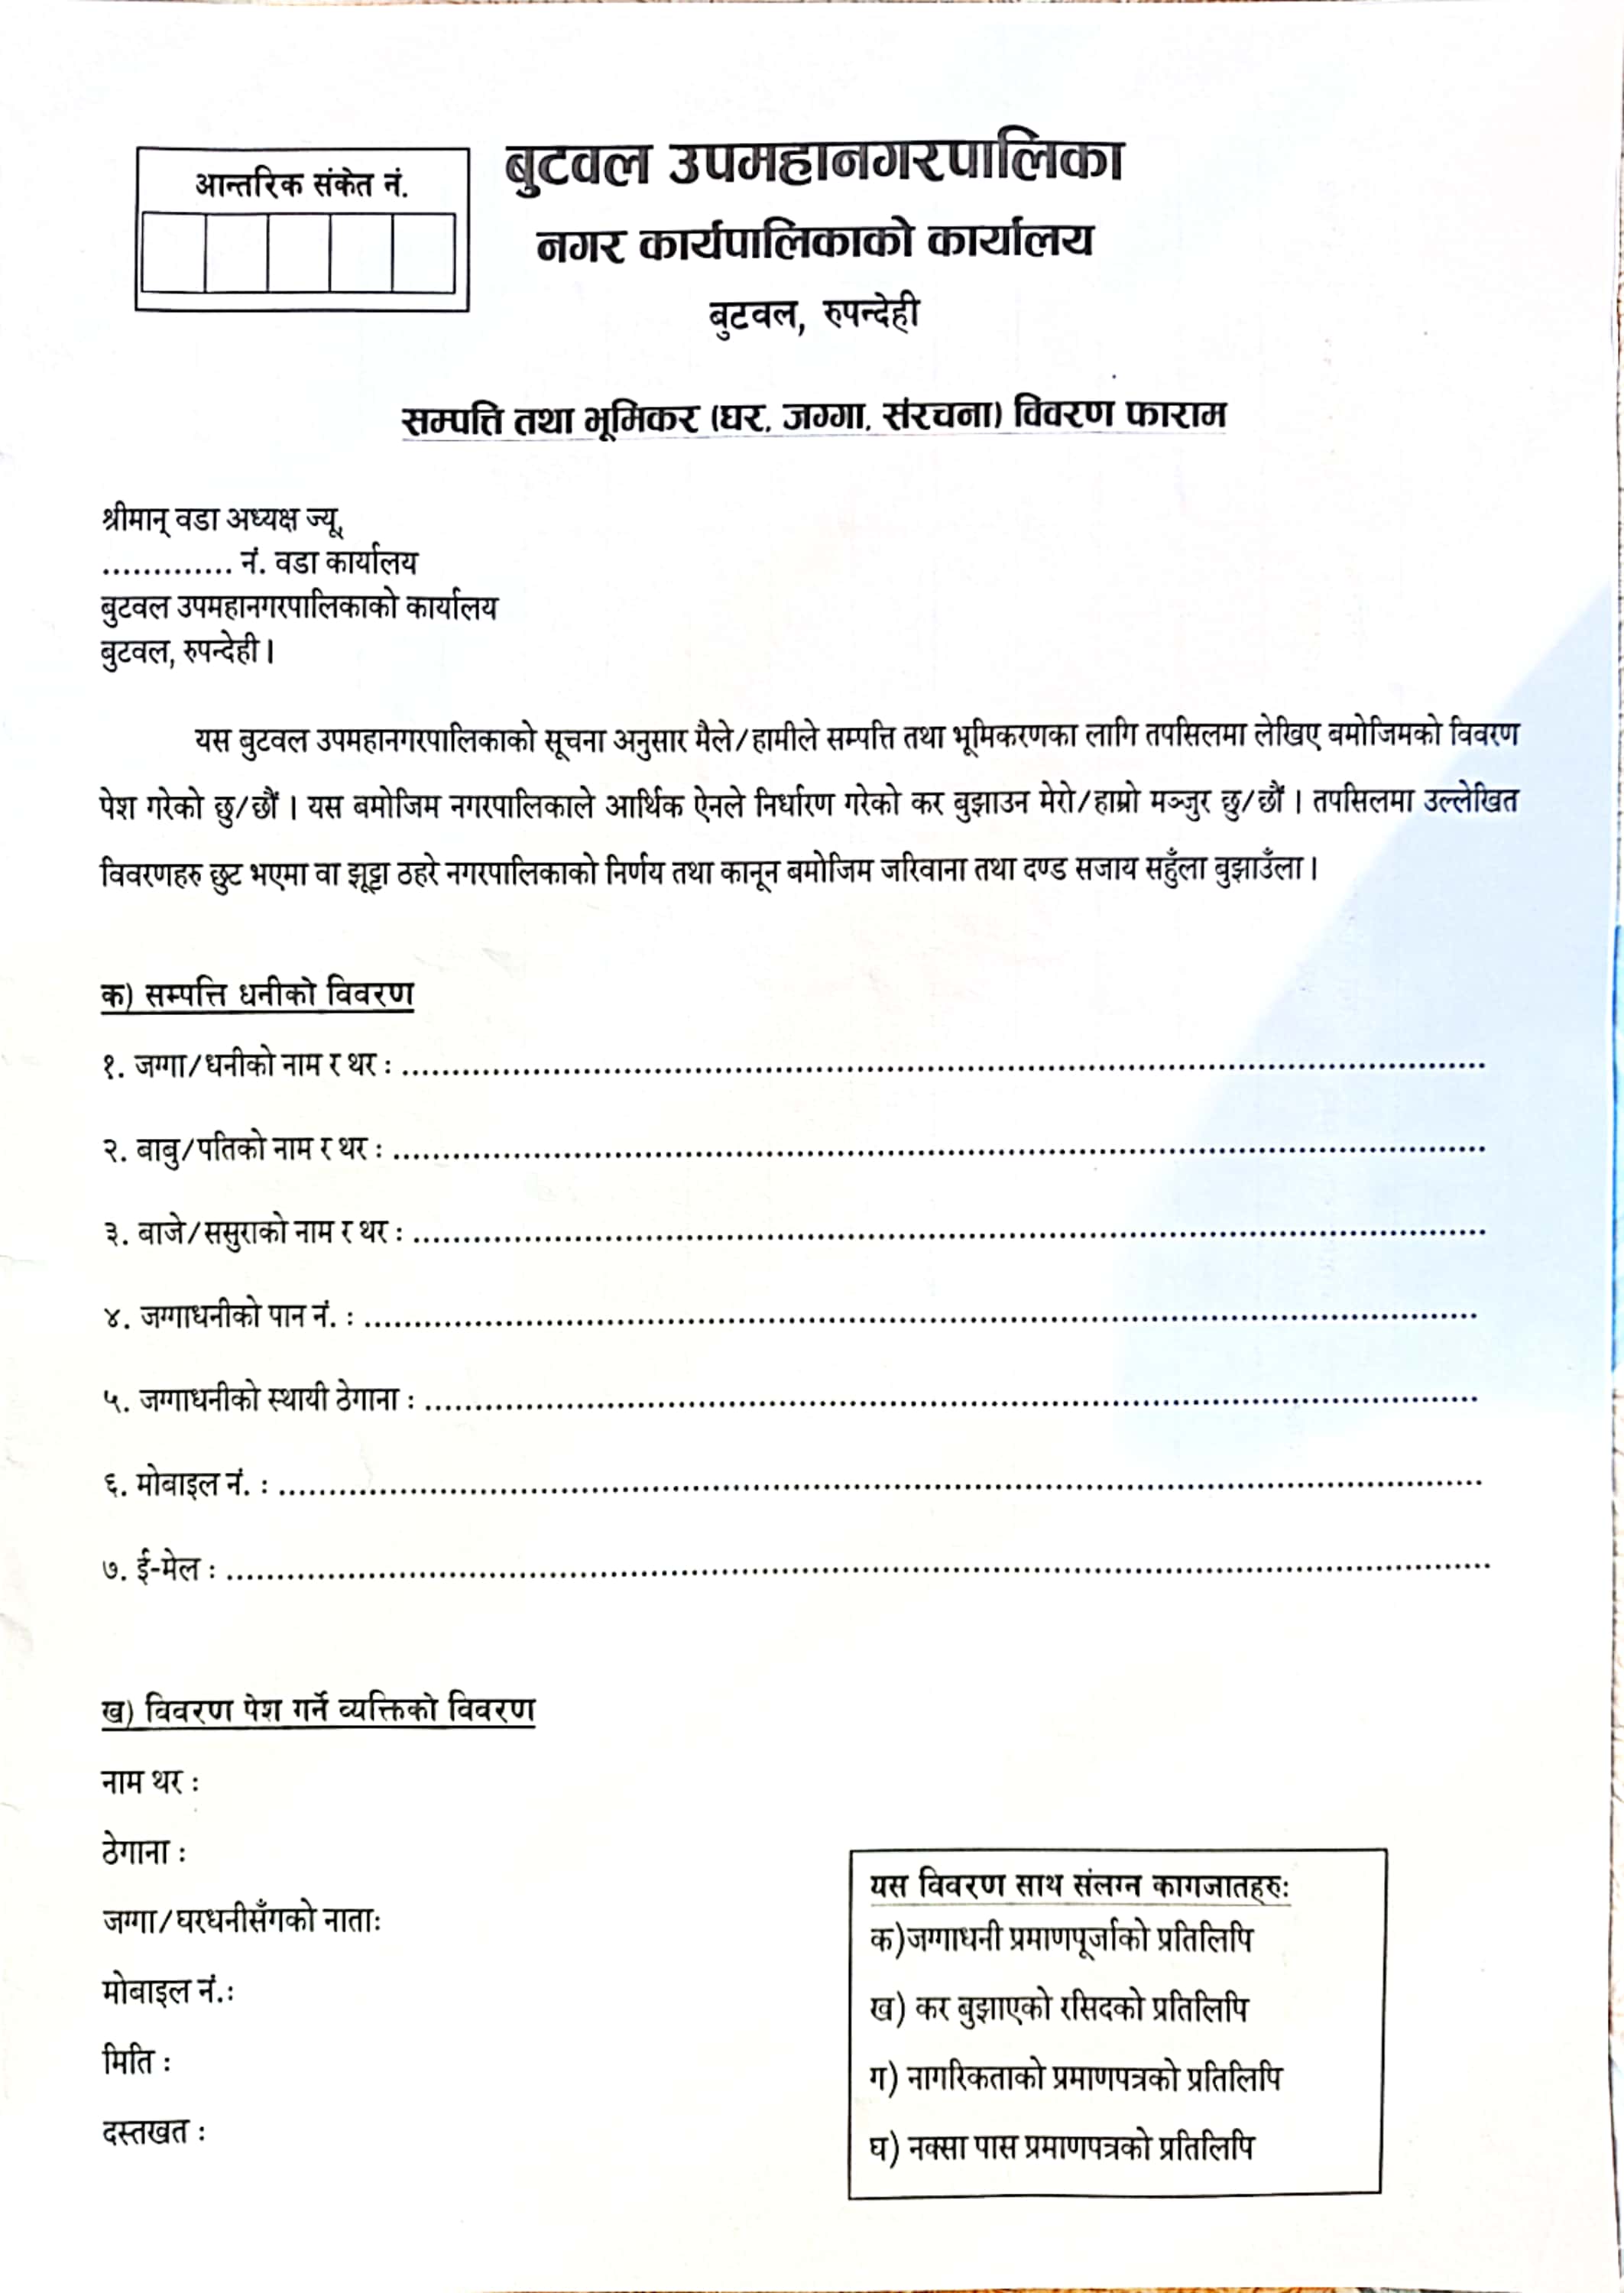 आन्तरिक संकेत नं.
बुटवल उपमहानगरपालिका
नगर कार्यपालिकाको कार्यालय
बुटवल, रुपन्देही
सम्पत्ति तथा भूमिकर (घर, जग्गा, संरचना) विवरण फाराम
श्रीमान् वडा अध्यक्ष ज्यू,
............. नं. वडा कार्यालय
बुटवल उपमहानगरपालिकाको कार्यालय
बुटवल, रुपन्देही ।
यस बुटवल उपमहानगरपालिकाको सूचना अनुसार मैले/हामीले सम्पत्ति तथा भूमिकरणका लागि तपसिलमा लेखिए बमोजिमको विवरण
पेश गरेको छु/छौं । यस बमोजिम नगरपालिकाले आर्थिक ऐनले निर्धारण गरेको कर बुझाउन मेरो/हाम्रो मञ्जुर छु/छौं । तपसिलमा उल्लेखित
विवरणहरु छुट भएमा वा झूट्टा ठहरे नगरपालिकाको निर्णय तथा कानून बमोजिम जरिवाना तथा दण्ड सजाय सहुँला बुझाउँला ।
क) सम्पत्ति धनीको विवरण
१. जग्गा/धनीको नाम र थर : ........................................................................
२. बाबु/पतिको नाम र थर : ........................................................................
३. बाजे/ससुराको नाम र थर : ........................................................................
४. जग्गाधनीको पान नं. : ........................................................................
५. जग्गाधनीको स्थायी ठेगाना : ........................................................................
६. मोबाइल नं. : ........................................................................
७. ई-मेल : ........................................................................
ख) विवरण पेश गर्ने व्यक्तिको विवरण
नाम थर :
ठेगाना :
जग्गा/घरधनीसँगको नाताः
मोबाइल नं.:
मिति :
दस्तखत :
यस विवरण साथ संलग्न कागजातहरुः
क)जग्गाधनी प्रमाणपूर्जाको प्रतिलिपि
ख) कर बुझाएको रसिदको प्रतिलिपि
ग) नागरिकताको प्रमाणपत्रको प्रतिलिपि
घ) नक्सा पास प्रमाणपत्रको प्रतिलिपि